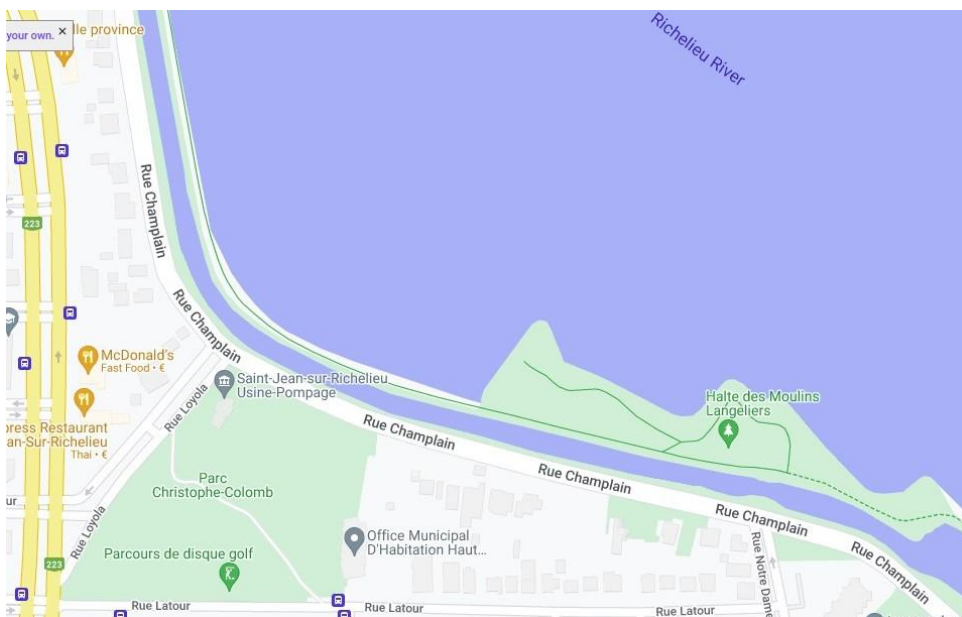 lle province
your own. ×
Richelieu River
Rue Champlain
223
Rue Champlain
McDonald's
Fast Food • €
Saint-Jean-sur-Richelieu
Usine-Pompage
Rue Loyola
Halte des Moulins
Langeliers
press Restaurant
an-Sur-Richelieu
Thai • €
Rue Champlain
Rue Champlain
Parc
Christophe-Colomb
our
Rue Loyola
Rue Champlain
Office Municipal
D'Habitation Haut...
Rue Champlain
Parcours de disque golf
223
Rue Notre Dame
Rue Latour
Rue Latour
Rue Latour